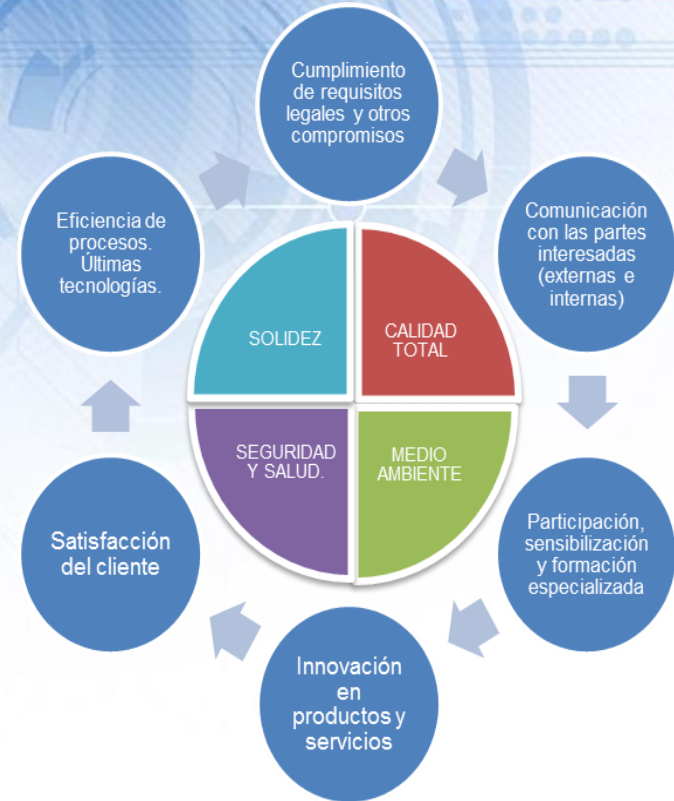 Cumplimiento
de requisitos
legales y otros
compromisos
Comunicación
con las partes
interesadas
(externas e
internas)
Participación,
sensibilización
y formación
especializada
Innovación
en
productos y
servicios
Satisfacción
del cliente
Eficiencia de
procesos.
Últimas
tecnologías.
SOLIDEZ
CALIDAD
TOTAL
SEGURIDAD
Y SALUD.
MEDIO
AMBIENTE